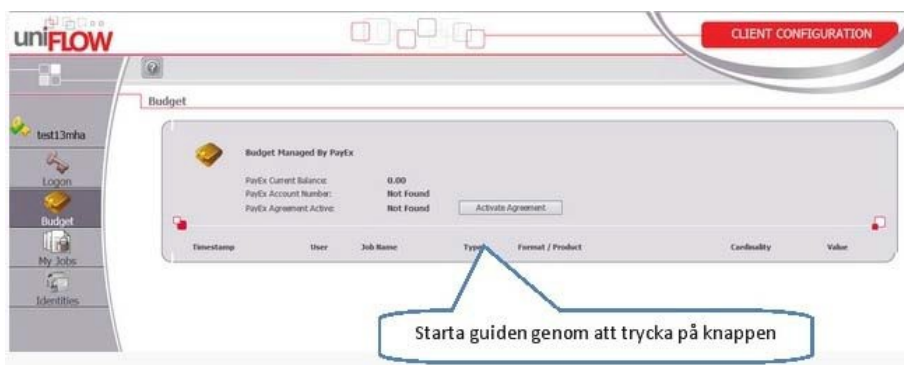 uniFLOW
CLIENT CONFIGURATION
Budget
test13mha
Logon
Budget
My Jobs
Identities
Budget Managed By PayEx
PayEx Current Balance: 0.00
PayEx Account Number: Not Found
PayEx Agreement Active: Not Found Activate Agreement
Timestamp User Job Name Type Format / Product Cardinality Value
Starta guiden genom att trycka på knappen